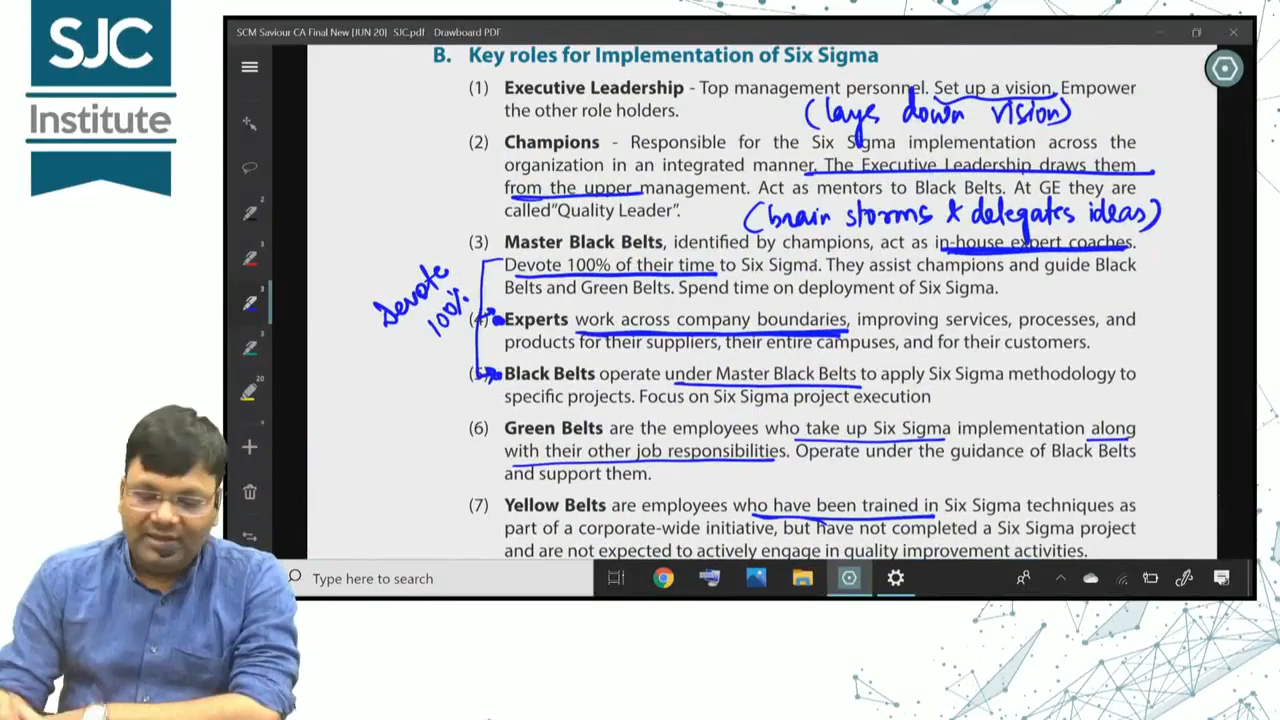 SJC
Institute
SCM Saviour CA Final New [JUN 20] SJC.pdf Drawboard PDF
B. Key roles for Implementation of Six Sigma
(1) Executive Leadership - Top management personnel. Set up a vision. Empower
the other role holders.
(lays down vision)
(2) Champions - Responsible for the Six Sigma implementation across the
organization in an integrated manner. The Executive Leadership draws them
from the upper management. Act as mentors to Black Belts. At GE they are
called"Quality Leader".
(brain storms & delegates ideas)
(3) Master Black Belts, identified by champions, act as in-house expert coaches.
Devote 100% of their time to Six Sigma. They assist champions and guide Black
Belts and Green Belts. Spend time on deployment of Six Sigma.
Devote
100%
(4) Experts work across company boundaries, improving services, processes, and
products for their suppliers, their entire campuses, and for their customers.
(5) Black Belts operate under Master Black Belts to apply Six Sigma methodology to
specific projects. Focus on Six Sigma project execution
(6) Green Belts are the employees who take up Six Sigma implementation along
with their other job responsibilities. Operate under the guidance of Black Belts
and support them.
(7) Yellow Belts are employees who have been trained in Six Sigma techniques as
part of a corporate-wide initiative, but have not completed a Six Sigma project
and are not expected to actively engage in quality improvement activities.
2
3
3
3
20
Type here to search